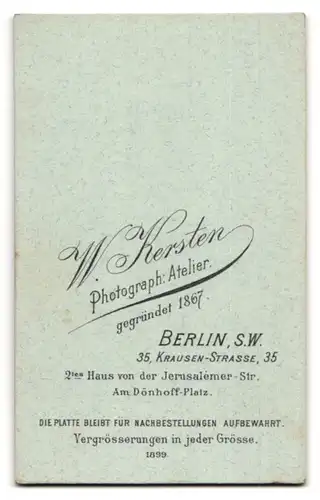 W. Kersten
Photograph: Atelier.
gegründet 1867.
BERLIN, S.W.
35, KRAUSEN-STRASSE, 35
2tes Haus von der Jerusalemer-Str.
Am Dönhoff-Platz.
DIE PLATTE BLEIBT FÜR NACHBESTELLUNGEN AUFBEWAHRT.
Vergrösserungen in jeder Grösse.
1899.